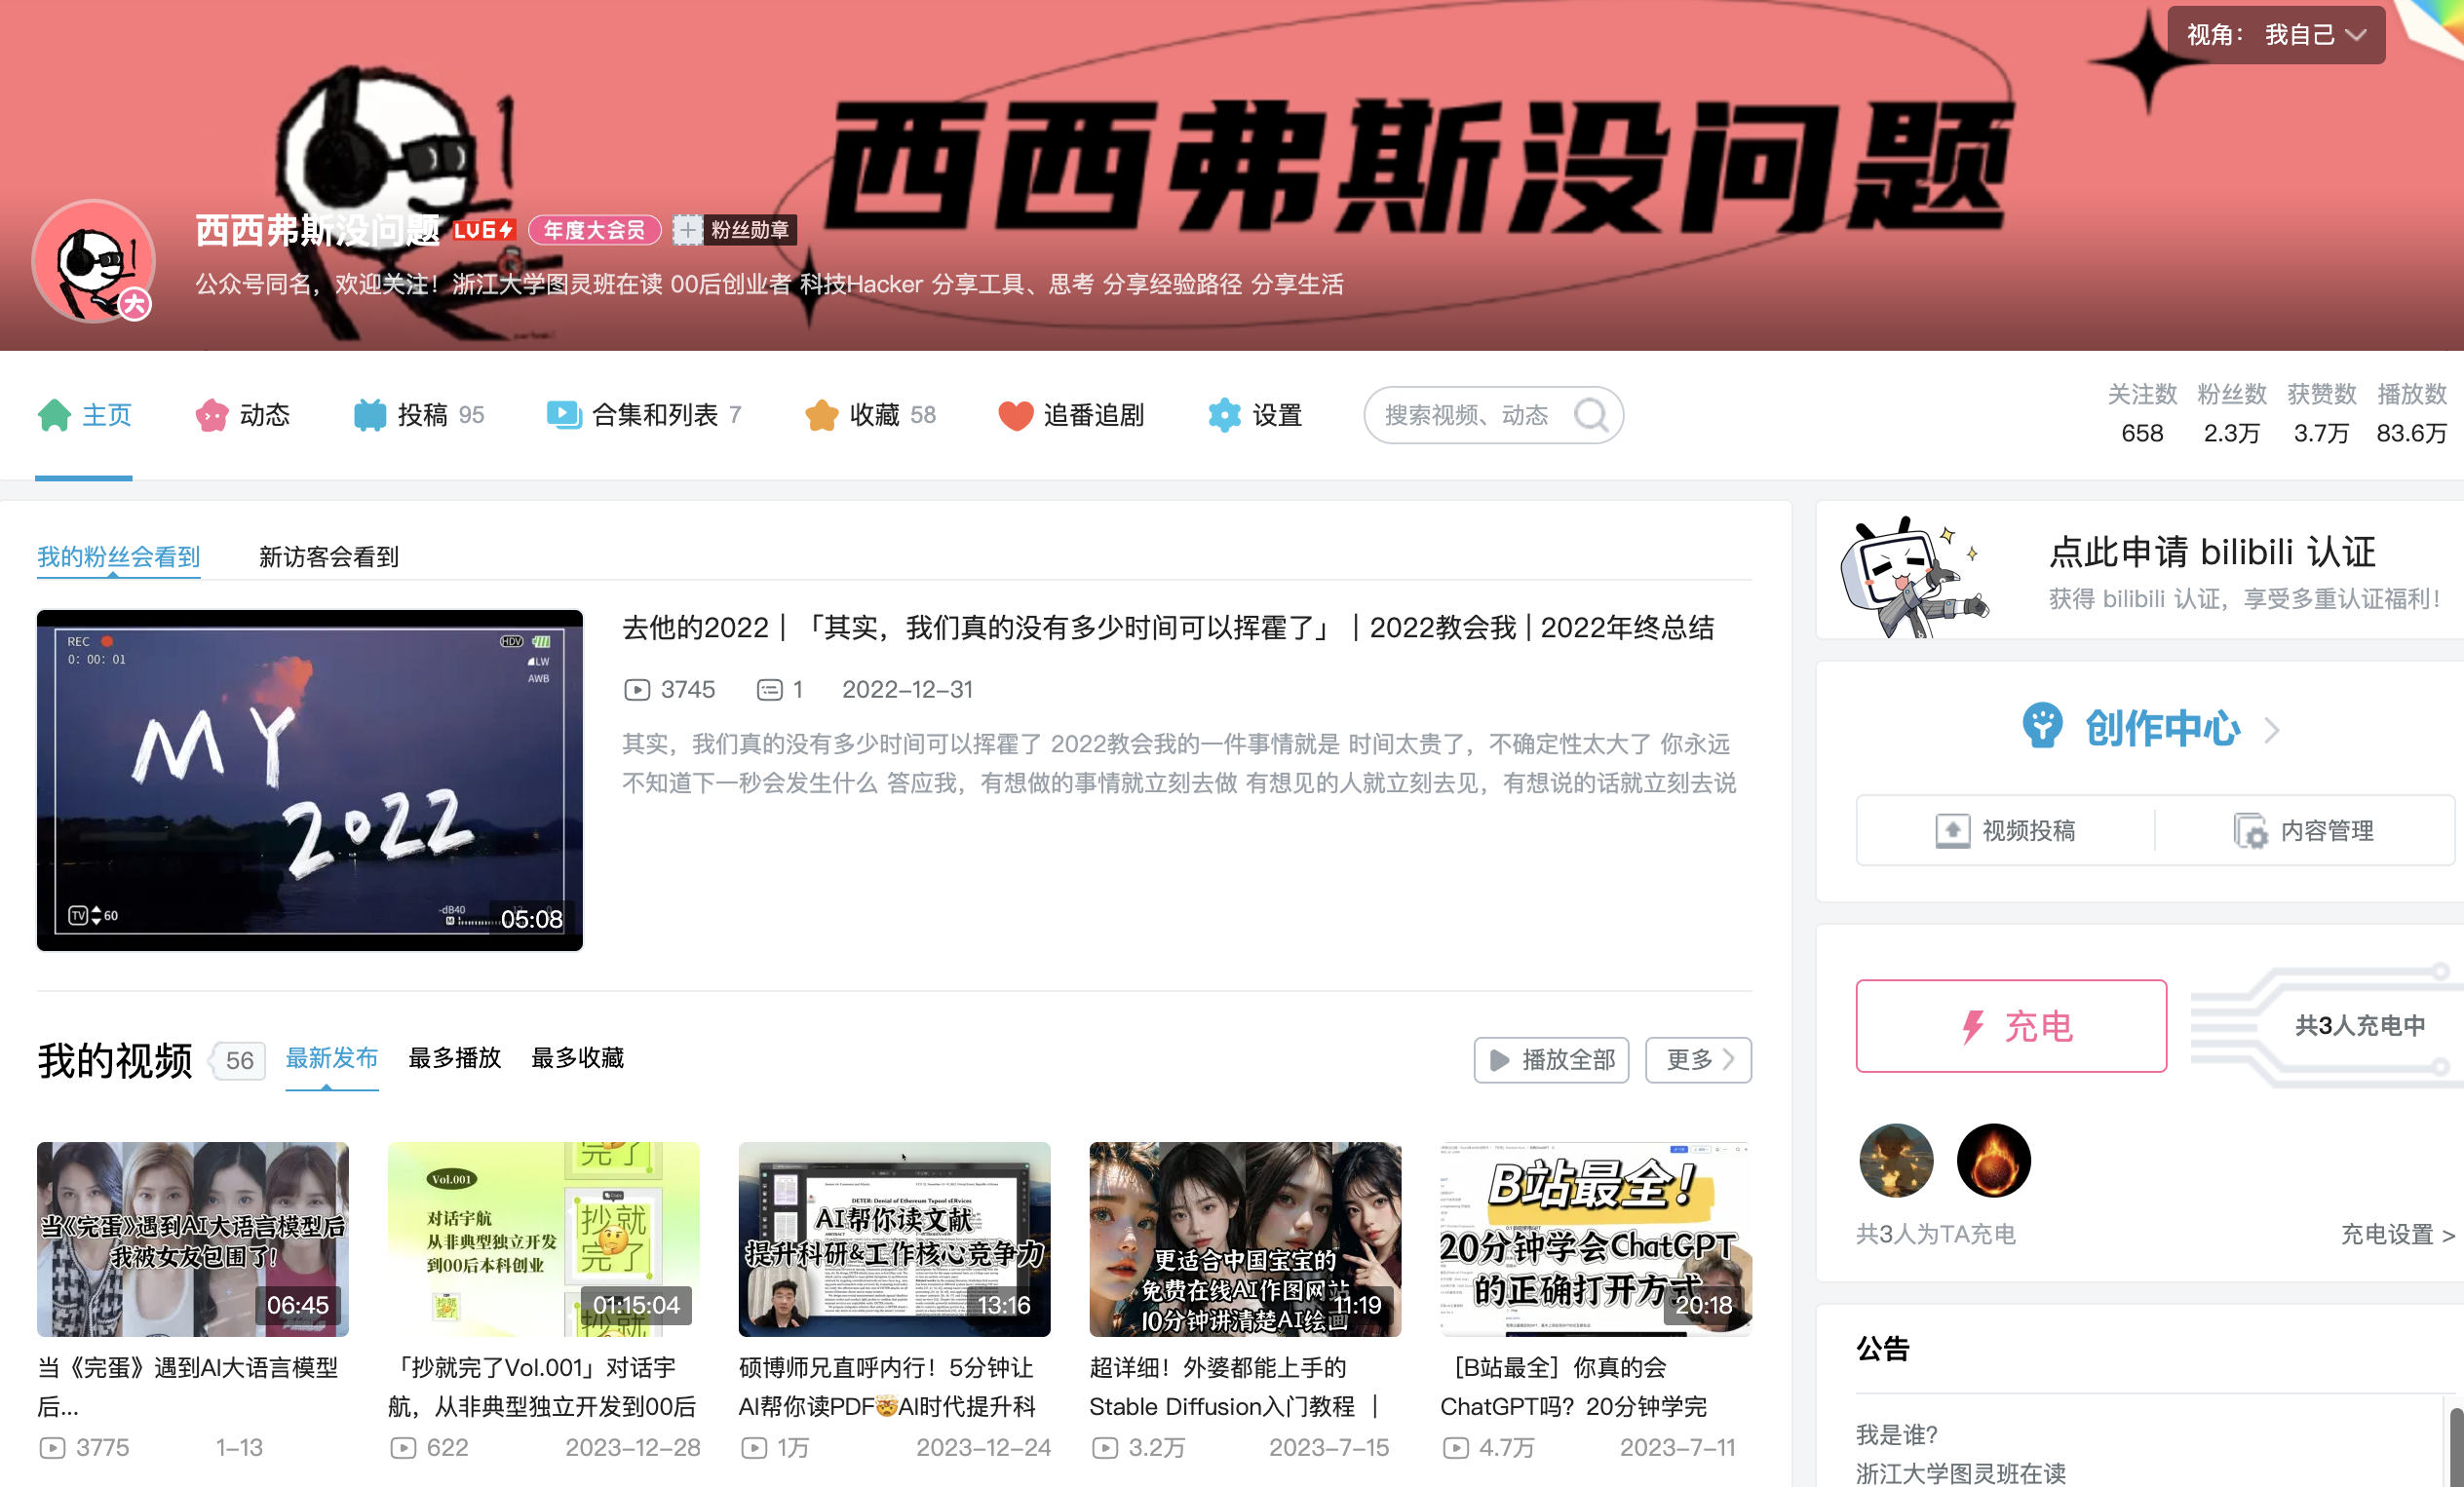 视角： 我自己
西西弗斯没问题
西西弗斯没问题 LV6 年度大会员 粉丝勋章
大
公众号同名，欢迎关注！浙江大学图灵班在读 00后创业者 科技Hacker 分享工具、思考 分享经验路径 分享生活
主页 动态 投稿 95 合集和列表 7 收藏 58 追番追剧 设置 搜索视频、动态
关注数 粉丝数 获赞数 播放数
658 2.3万 3.7万 83.6万
我的粉丝会看到 新访客会看到
REC
0: 00: 01
HDV
LW
AWB
MY
2022
TV 60
-dB40
M
05:08
去他的2022｜「其实，我们真的没有多少时间可以挥霍了」｜2022教会我 | 2022年终总结
3745 1 2022-12-31
其实，我们真的没有多少时间可以挥霍了 2022教会我的一件事情就是 时间太贵了，不确定性太大了 你永远
不知道下一秒会发生什么 答应我，有想做的事情就立刻去做 有想见的人就立刻去见，有想说的话就立刻去说
点此申请 bilibili 认证
获得 bilibili 认证，享受多重认证福利！
创作中心
视频投稿 内容管理
充电
共3人充电中
共3人为TA充电
充电设置 >
公告
我是谁?
浙江大学图灵班在读
我的视频 56 最新发布 最多播放 最多收藏 播放全部 更多
当《完蛋》遇到AI大语言模型后
我被女友包围了！
06:45
当《完蛋》遇到AI大语言模型
后...
3775 1-13
Vol.001
对话宇航
从非典型独立开发
到00后本科创业
抄就
完了
01:15:04
「抄就完了Vol.001」对话宇
航，从非典型独立开发到00后
622 2023-12-28
DETER: Denial of Ethereum Txpool sERvices
AI帮你读文献
提升科研&工作核心竞争力
13:16
硕博师兄直呼内行！5分钟让
AI帮你读PDF🤯AI时代提升科
1万 2023-12-24
更适合中国宝宝的
免费在线AI作图网站
10分钟讲清楚AI绘画
11:19
超详细！外婆都能上手的
Stable Diffusion入门教程 ｜
3.2万 2023-7-15
B站最全！
20分钟学会ChatGPT
的正确打开方式
20:18
［B站最全］你真的会
ChatGPT吗？20分钟学完
4.7万 2023-7-11